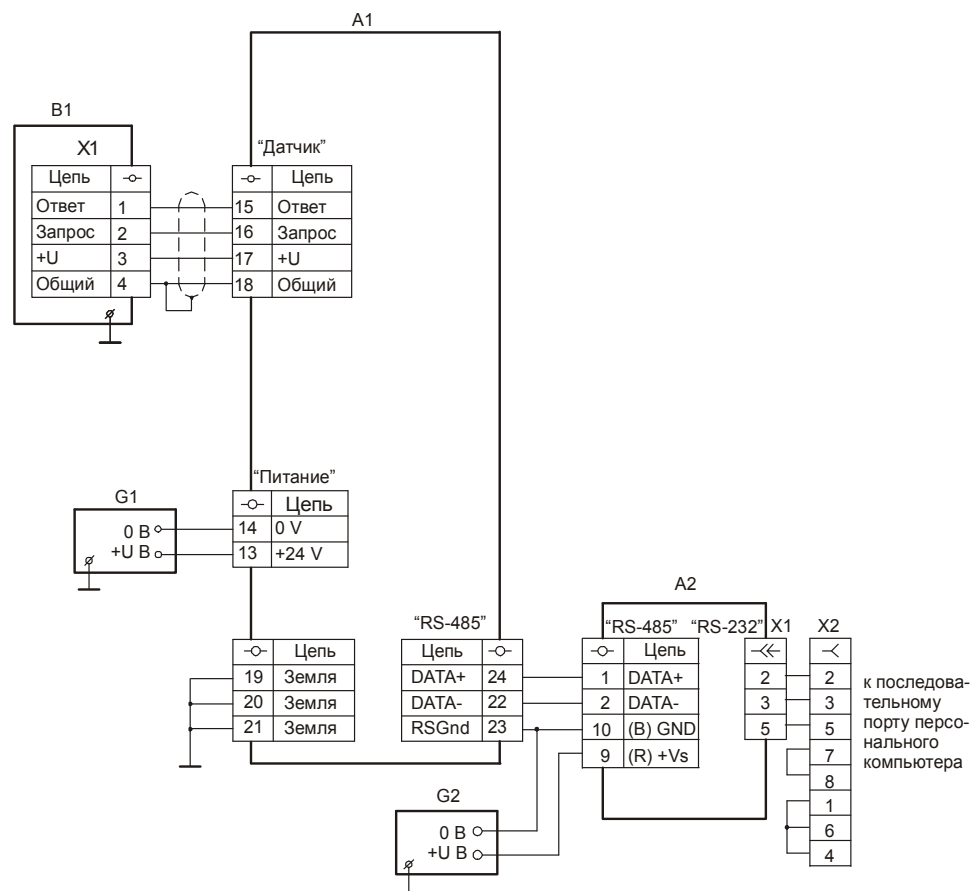 A1
B1
X1
Цепь
Ответ 1
Запрос 2
+U 3
Общий 4
“Датчик”
Цепь
15 Ответ
16 Запрос
17 +U
18 Общий
“Питание”
Цепь
14 0 V
13 +24 V
G1
0 В
+U В
Цепь
19 Земля
20 Земля
21 Земля
“RS-485”
Цепь
DATA+ 24
DATA- 22
RSGnd 23
A2
“RS-485” “RS-232” X1 X2
Цепь
1 DATA+
2 DATA-
10 (B) GND
9 (R) +Vs
2
3
5
2
3
5
7
8
1
6
4
к последова-
тельному
порту персо-
нального
компьютера
G2
0 В
+U В